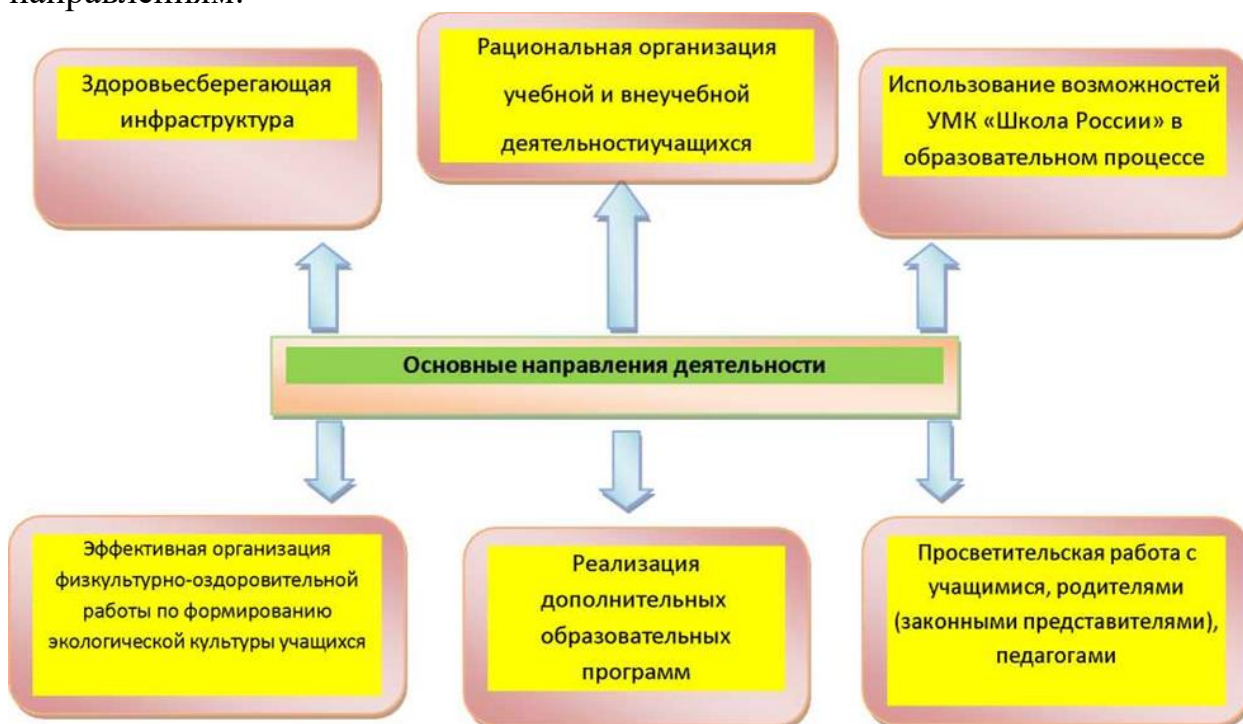 направлениям:
Здоровьесберегающая
инфраструктура
Рациональная организация
учебной и внеучебной
деятельностиучащихся
Использование возможностей
УМК «Школа России» в
образовательном процессе
Основные направления деятельности
Эффективная организация
физкультурно-оздоровительной
работы по формированию
экологической культуры учащихся
Реализация
дополнительных
образовательных
программ
Просветительская работа с
учащимися, родителями
(законными представителями),
педагогами